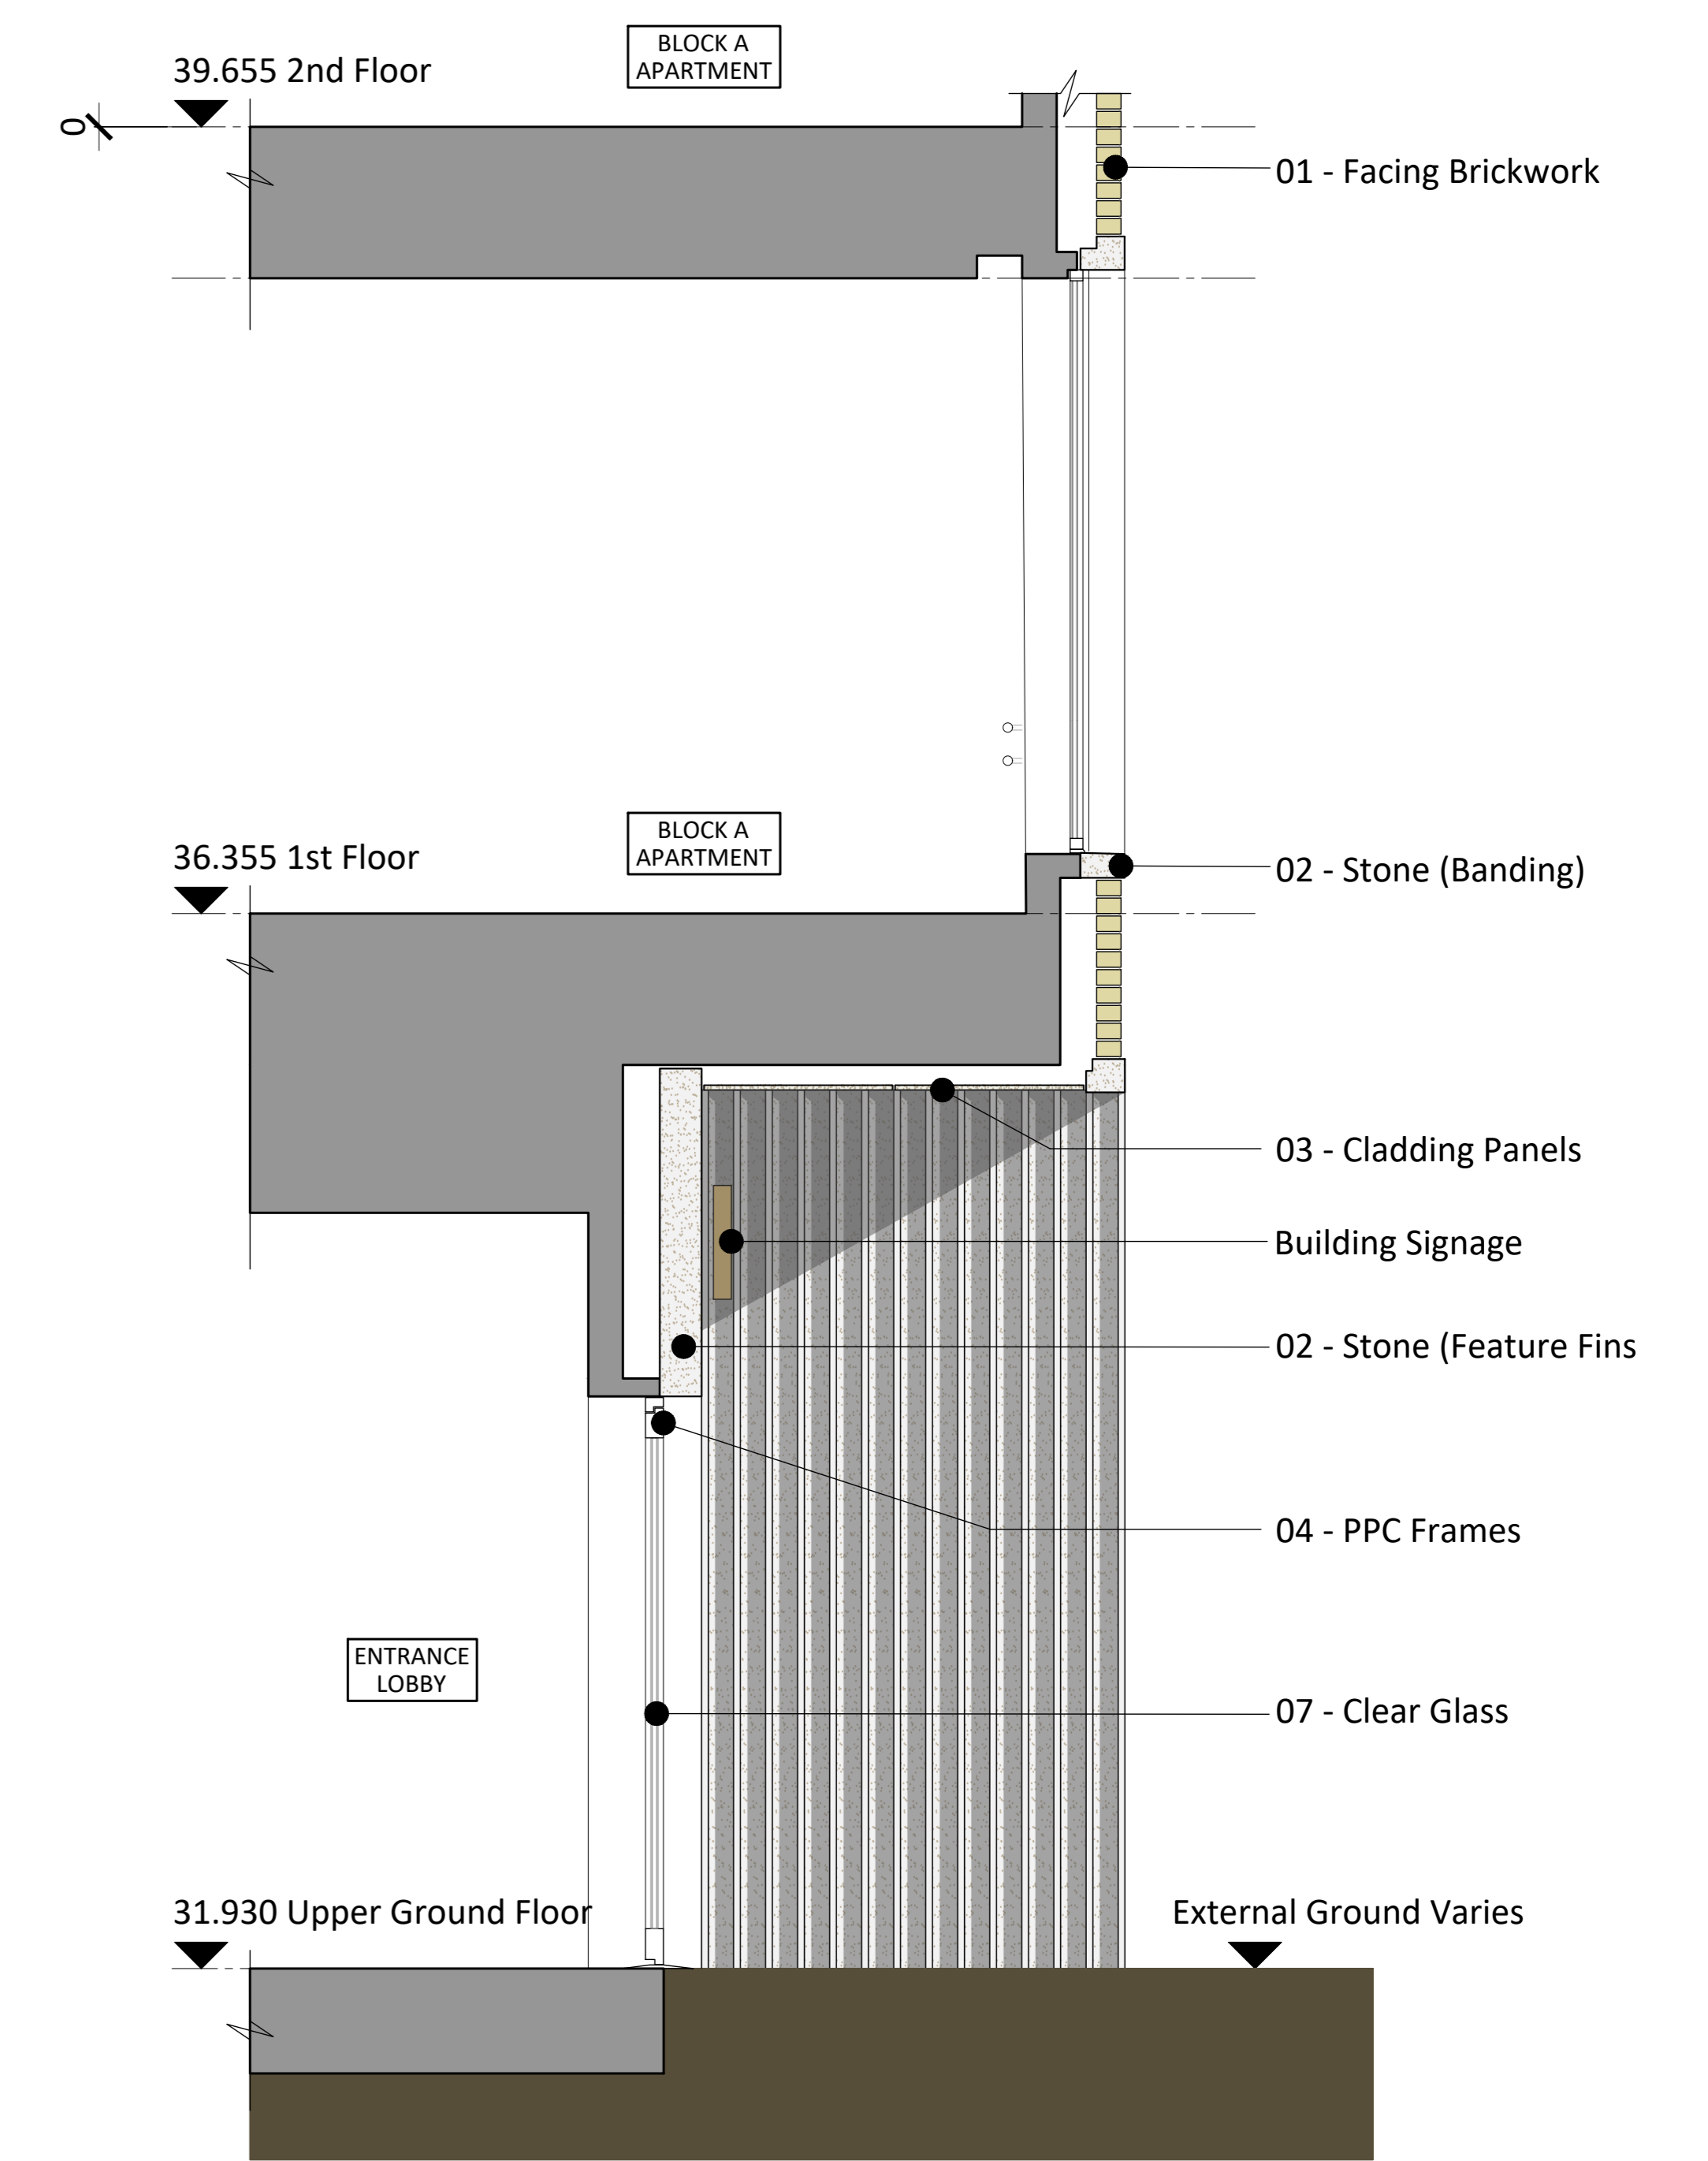 BLOCK A
APARTMENT
39.655 2nd Floor
0
01 - Facing Brickwork
BLOCK A
APARTMENT
36.355 1st Floor
02 - Stone (Banding)
03 - Cladding Panels
Building Signage
02 - Stone (Feature Fins
04 - PPC Frames
ENTRANCE
LOBBY
07 - Clear Glass
31.930 Upper Ground Floor
External Ground Varies